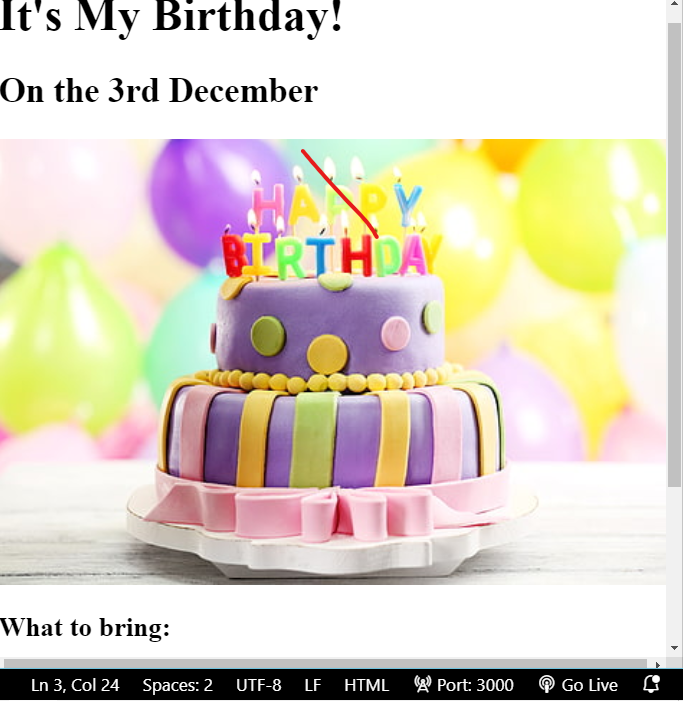 It's My Birthday!
On the 3rd December
HAPPY
BIRTHDAY
What to bring:
Ln 3, Col 24 Spaces: 2 UTF-8 LF HTML Port: 3000 Go Live